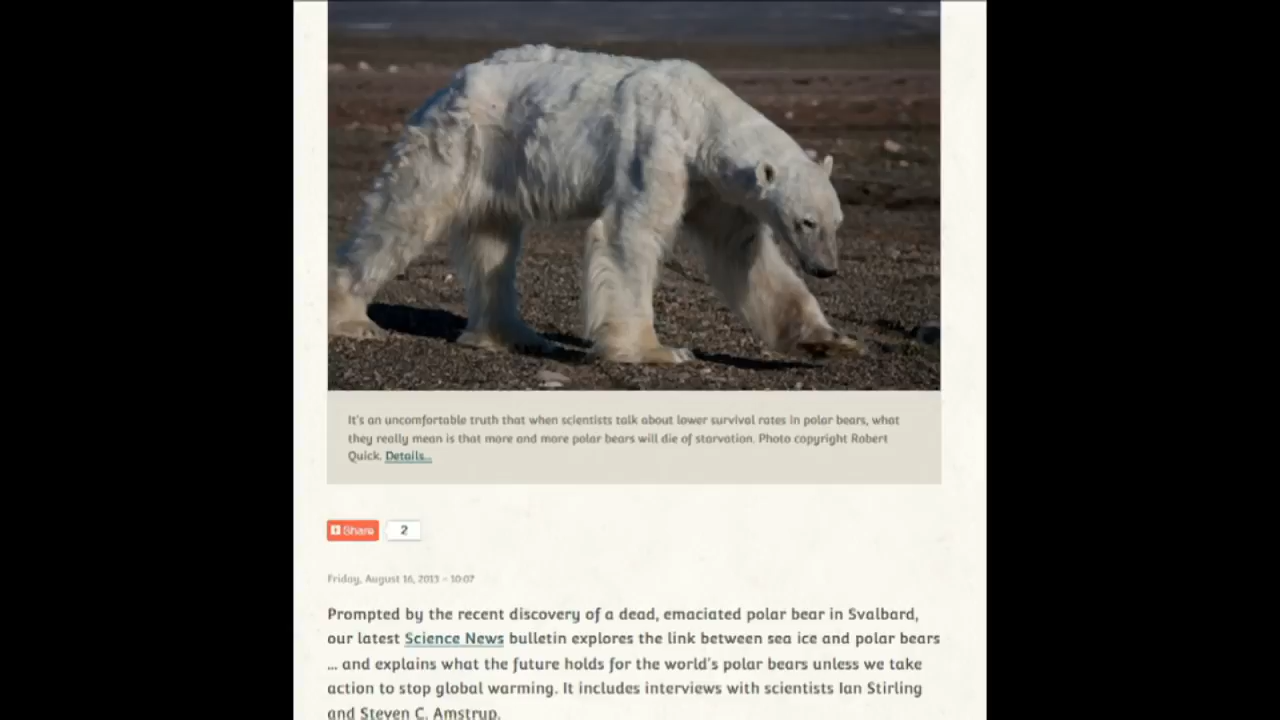 It's an uncomfortable truth that when scientists talk about lower survival rates in polar bears, what
they really mean is that more and more polar bears will die of starvation. Photo copyright Robert
Quick. Details...
Share 2
Friday, August 16, 2013 - 10:07
Prompted by the recent discovery of a dead, emaciated polar bear in Svalbard,
our latest Science News bulletin explores the link between sea ice and polar bears
... and explains what the future holds for the world's polar bears unless we take
action to stop global warming. It includes interviews with scientists Ian Stirling
and Steven C. Amstrup.